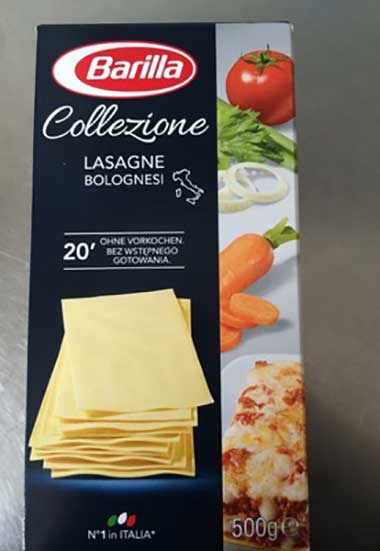 Barilla
Collezione
LASAGNE
BOLOGNESI
20' OHNE VORKOCHEN.
BEZ WSTĘPNEGO
GOTOWANIA.
N°1 in ITALIA*
500g e